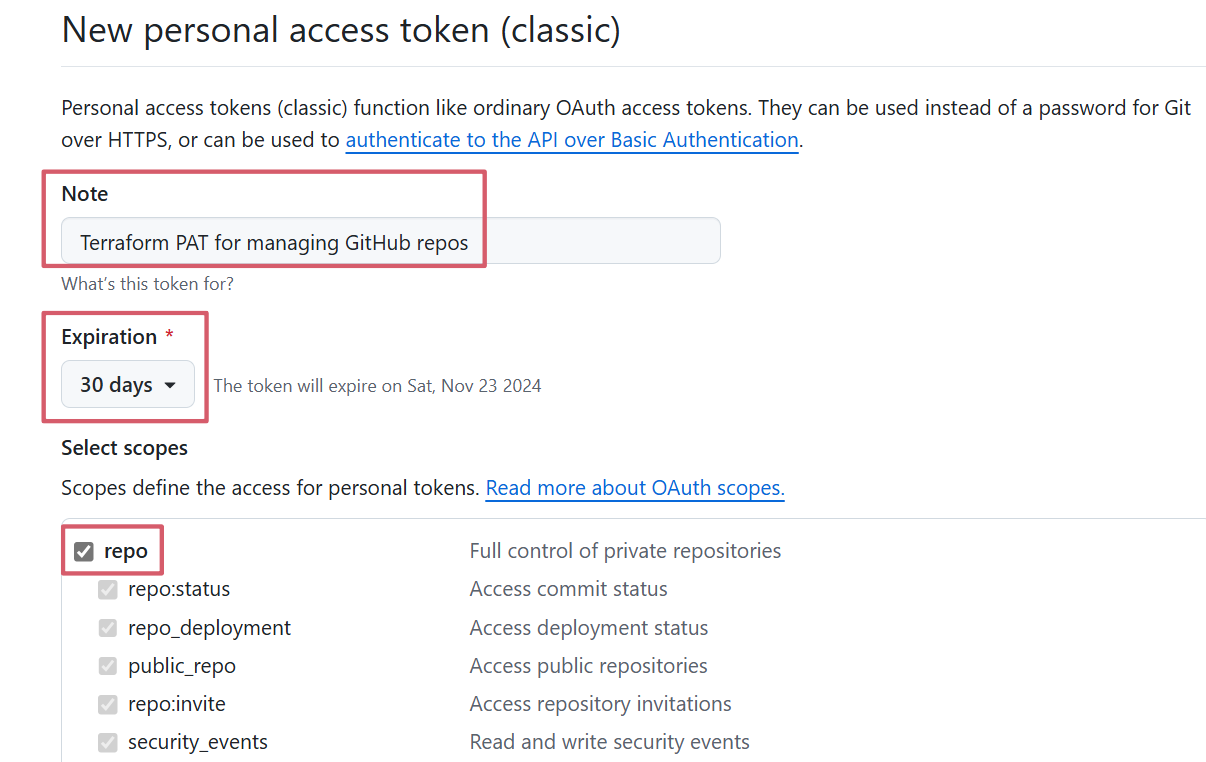 New personal access token (classic)
Personal access tokens (classic) function like ordinary OAuth access tokens. They can be used instead of a password for Git
over HTTPS, or can be used to authenticate to the API over Basic Authentication.
Note
Terraform PAT for managing GitHub repos
What's this token for?
Expiration *
30 days The token will expire on Sat, Nov 23 2024
Select scopes
Scopes define the access for personal tokens. Read more about OAuth scopes.
repo Full control of private repositories
repo:status Access commit status
repo_deployment Access deployment status
public_repo Access public repositories
repo:invite Access repository invitations
security_events Read and write security events